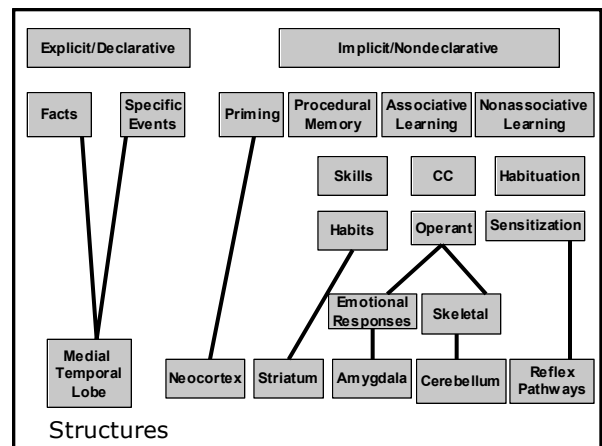 Explicit/Declarative
Implicit/Nondeclarative
Facts
Specific
Events
Priming
Procedural
Memory
Associative
Learning
Nonassociative
Learning
Skills
CC
Habituation
Habits
Operant
Sensitization
Emotional
Responses
Skeletal
Medial
Temporal
Lobe
Neocortex
Striatum
Amygdala
Cerebellum
Reflex
Pathways
Structures